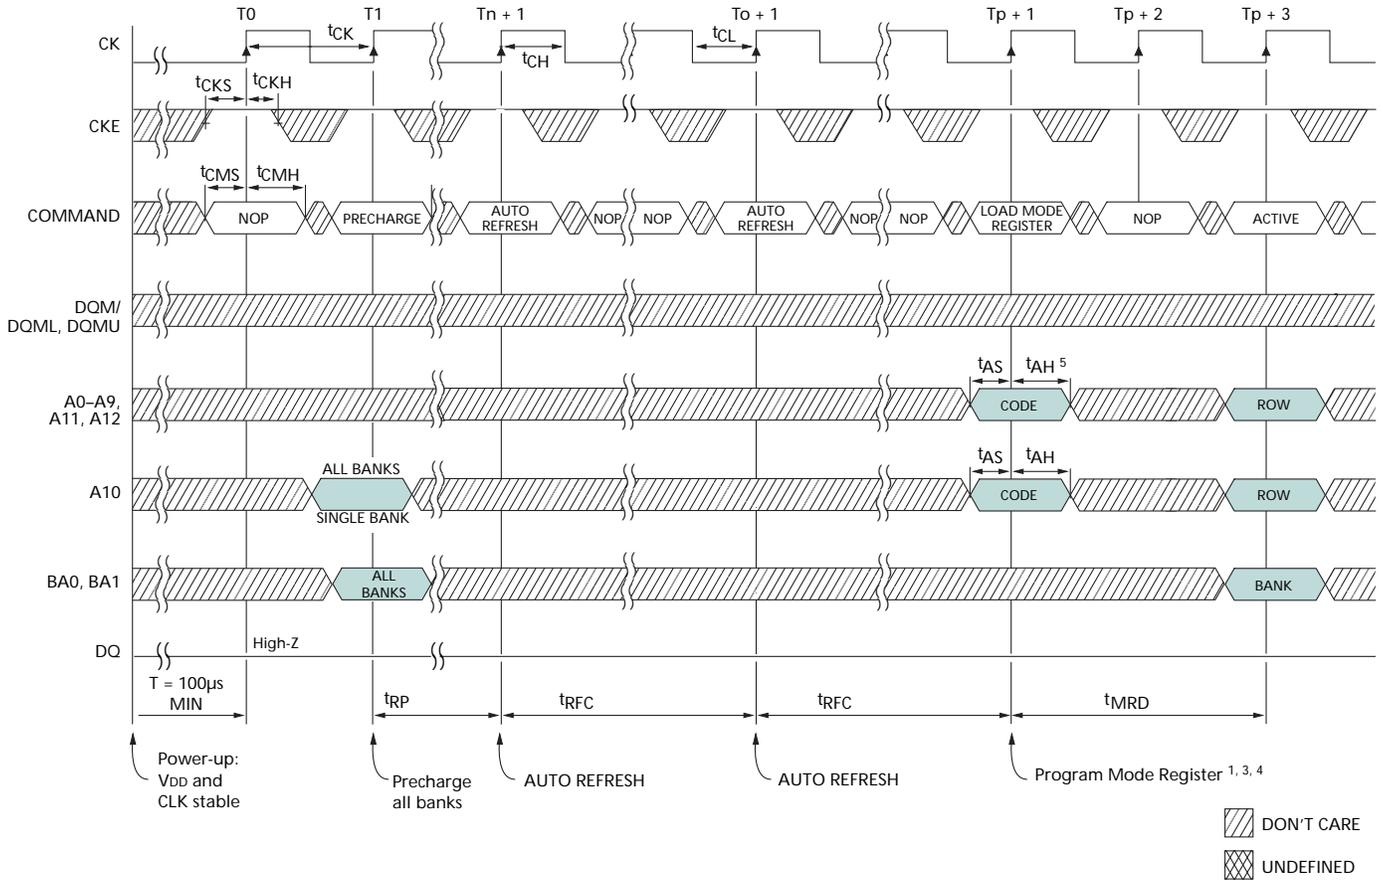 T0 T1 Tn + 1 To + 1 Tp + 1 Tp + 2 Tp + 3
CK tCK tCH tCL
tCKS tCKH
CKE
tCMS tCMH
COMMAND NOP PRECHARGE AUTO REFRESH NOP NOP AUTO REFRESH NOP NOP LOAD MODE REGISTER NOP ACTIVE
DQM/
DQML, DQMU
tAS tAH 5
A0–A9,
A11, A12 CODE ROW
ALL BANKS tAS tAH
A10 CODE ROW
SINGLE BANK
BA0, BA1 ALL BANKS BANK
DQ High-Z
T = 100µs
MIN tRP tRFC tRFC tMRD
Power-up:
VDD and
CLK stable
Precharge
all banks
AUTO REFRESH
AUTO REFRESH
Program Mode Register 1, 3, 4
DON'T CARE
UNDEFINED